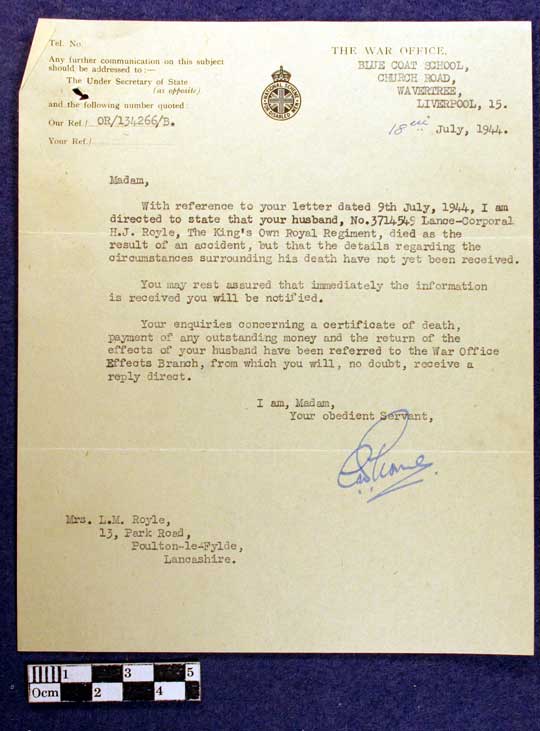 Tel. No.
Any further communication on this subject
should be addressed to :—
The Under Secretary of State
(as opposite)
and the following number quoted
Our Ref./ OR/134266/B.
Your Ref./
THE WAR OFFICE,
BLUE COAT SCHOOL,
CHURCH ROAD,
WAVERTREE,
LIVERPOOL, 15.
18th July, 1944.
Madam,
With reference to your letter dated 9th July, 1944, I am
directed to state that your husband, No.3714549 Lance-Corporal
H.J. Royle, The King's Own Royal Regiment, died as the
result of an accident, but that the details regarding the
circumstances surrounding his death have not yet been received.
You may rest assured that immediately the information
is received you will be notified.
Your enquiries concerning a certificate of death,
payment of any outstanding money and the return of the
effects of your husband have been referred to the War Office
Effects Branch, from which you will, no doubt, receive a
reply direct.
I am, Madam,
Your obedient Servant,
Mrs. L.M. Royle,
13, Park Road,
Poulton-le-Fylde,
Lancashire.
0cm 1 2 3 4 5